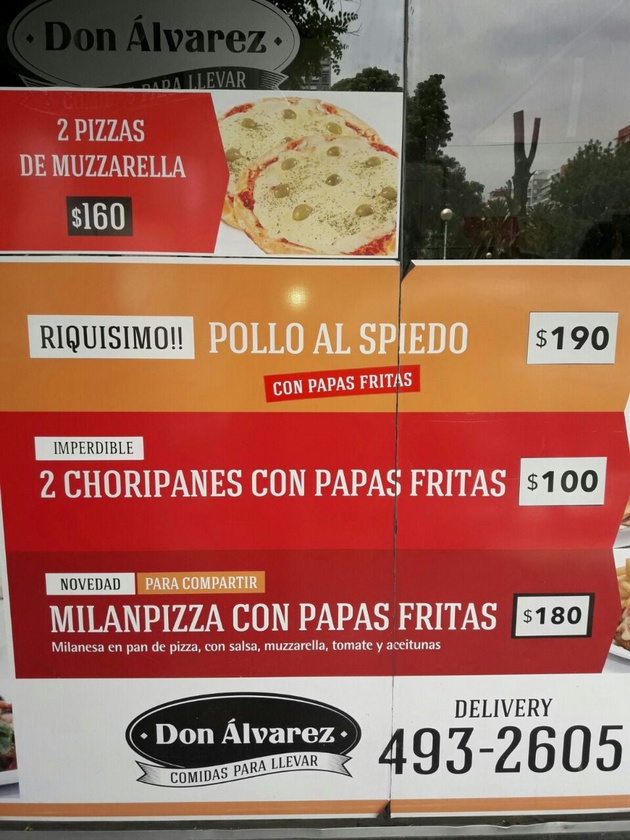 Don Álvarez
COMIDAS PARA LLEVAR
2 PIZZAS
DE MUZZARELLA
$160
RIQUISIMO!! POLLO AL SPIEDO $190
CON PAPAS FRITAS
IMPERDIBLE
2 CHORIPANES CON PAPAS FRITAS $100
NOVEDAD PARA COMPARTIR
MILANPIZZA CON PAPAS FRITAS $180
Milanesa en pan de pizza, con salsa, muzzarella, tomate y aceitunas
Don Álvarez
COMIDAS PARA LLEVAR
DELIVERY
493-2605